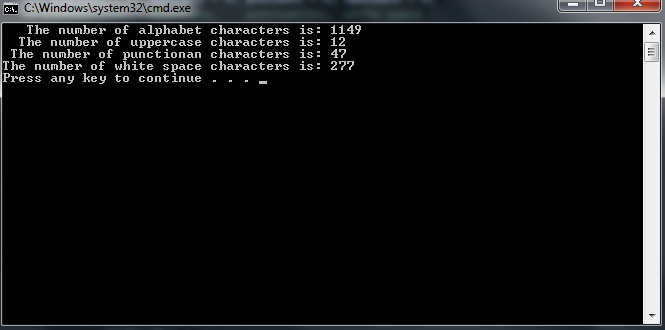 C:\Windows\system32\cmd.exe
The number of alphabet characters is: 1149
The number of uppercase characters is: 12
The number of punctionan characters is: 47
The number of white space characters is: 277
Press any key to continue . . . _